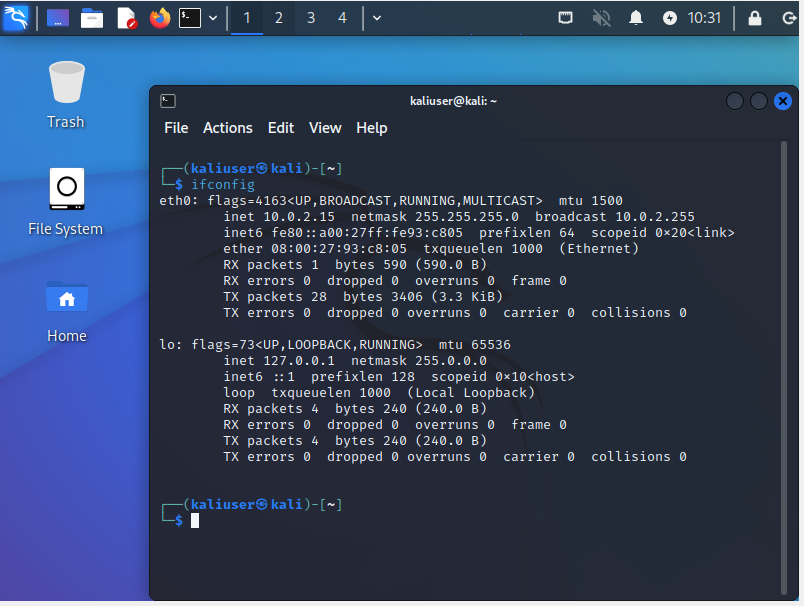 1 2 3 4 10:31
Trash
File System
Home
kaliuser@kali: ~
File Actions Edit View Help
┌──(kaliuser㉿kali)-[~]
└─$ ifconfig
eth0: flags=4163<UP,BROADCAST,RUNNING,MULTICAST>  mtu 1500
        inet 10.0.2.15  netmask 255.255.255.0  broadcast 10.0.2.255
        inet6 fe80::a00:27ff:fe93:c805  prefixlen 64  scopeid 0×20<link>
        ether 08:00:27:93:c8:05  txqueuelen 1000  (Ethernet)
        RX packets 1  bytes 590 (590.0 B)
        RX errors 0  dropped 0  overruns 0  frame 0
        TX packets 28  bytes 3406 (3.3 KiB)
        TX errors 0  dropped 0 overruns 0  carrier 0  collisions 0
lo: flags=73<UP,LOOPBACK,RUNNING>  mtu 65536
        inet 127.0.0.1  netmask 255.0.0.0
        inet6 ::1  prefixlen 128  scopeid 0×10<host>
        loop  txqueuelen 1000  (Local Loopback)
        RX packets 4  bytes 240 (240.0 B)
        RX errors 0  dropped 0  overruns 0  frame 0
        TX packets 4  bytes 240 (240.0 B)
        TX errors 0  dropped 0 overruns 0  carrier 0  collisions 0
┌──(kaliuser㉿kali)-[~]
└─$